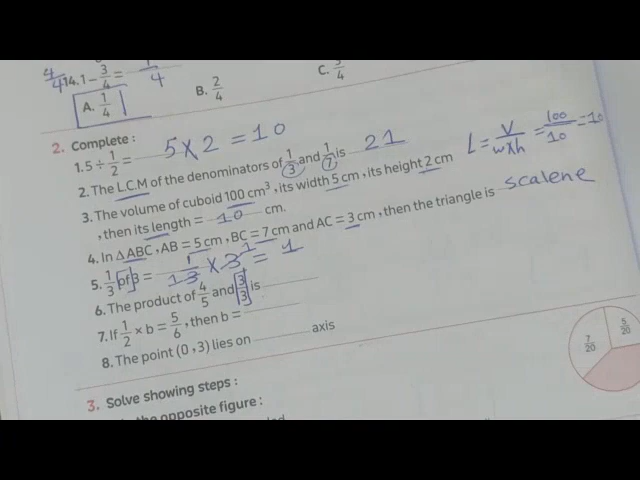 4/4 14. 1 - 3/4 = 1/4
A. 1/4 B. 2/4 C. 3/4
2. Complete :
1. 5 ÷ 1/2 = 5 × 2 = 10
2. The L.C.M of the denominators of 1/3 and 1/7 is 21
3. The volume of cuboid 100 cm³, its width 5 cm, its height 2 cm L = V/w×h = 100/10 = 10
, then its length = 10 cm.
4. In △ABC, AB = 5 cm, BC = 7 cm and AC = 3 cm, then the triangle is scalene
5. 1/3 of 3 = 1/3 × 3 = 1
6. The product of 4/5 and 3/3 is
7. If 1/2 × b = 5/6, then b =
8. The point (0, 3) lies on axis
7/20 5/20
3. Solve showing steps :
the opposite figure :